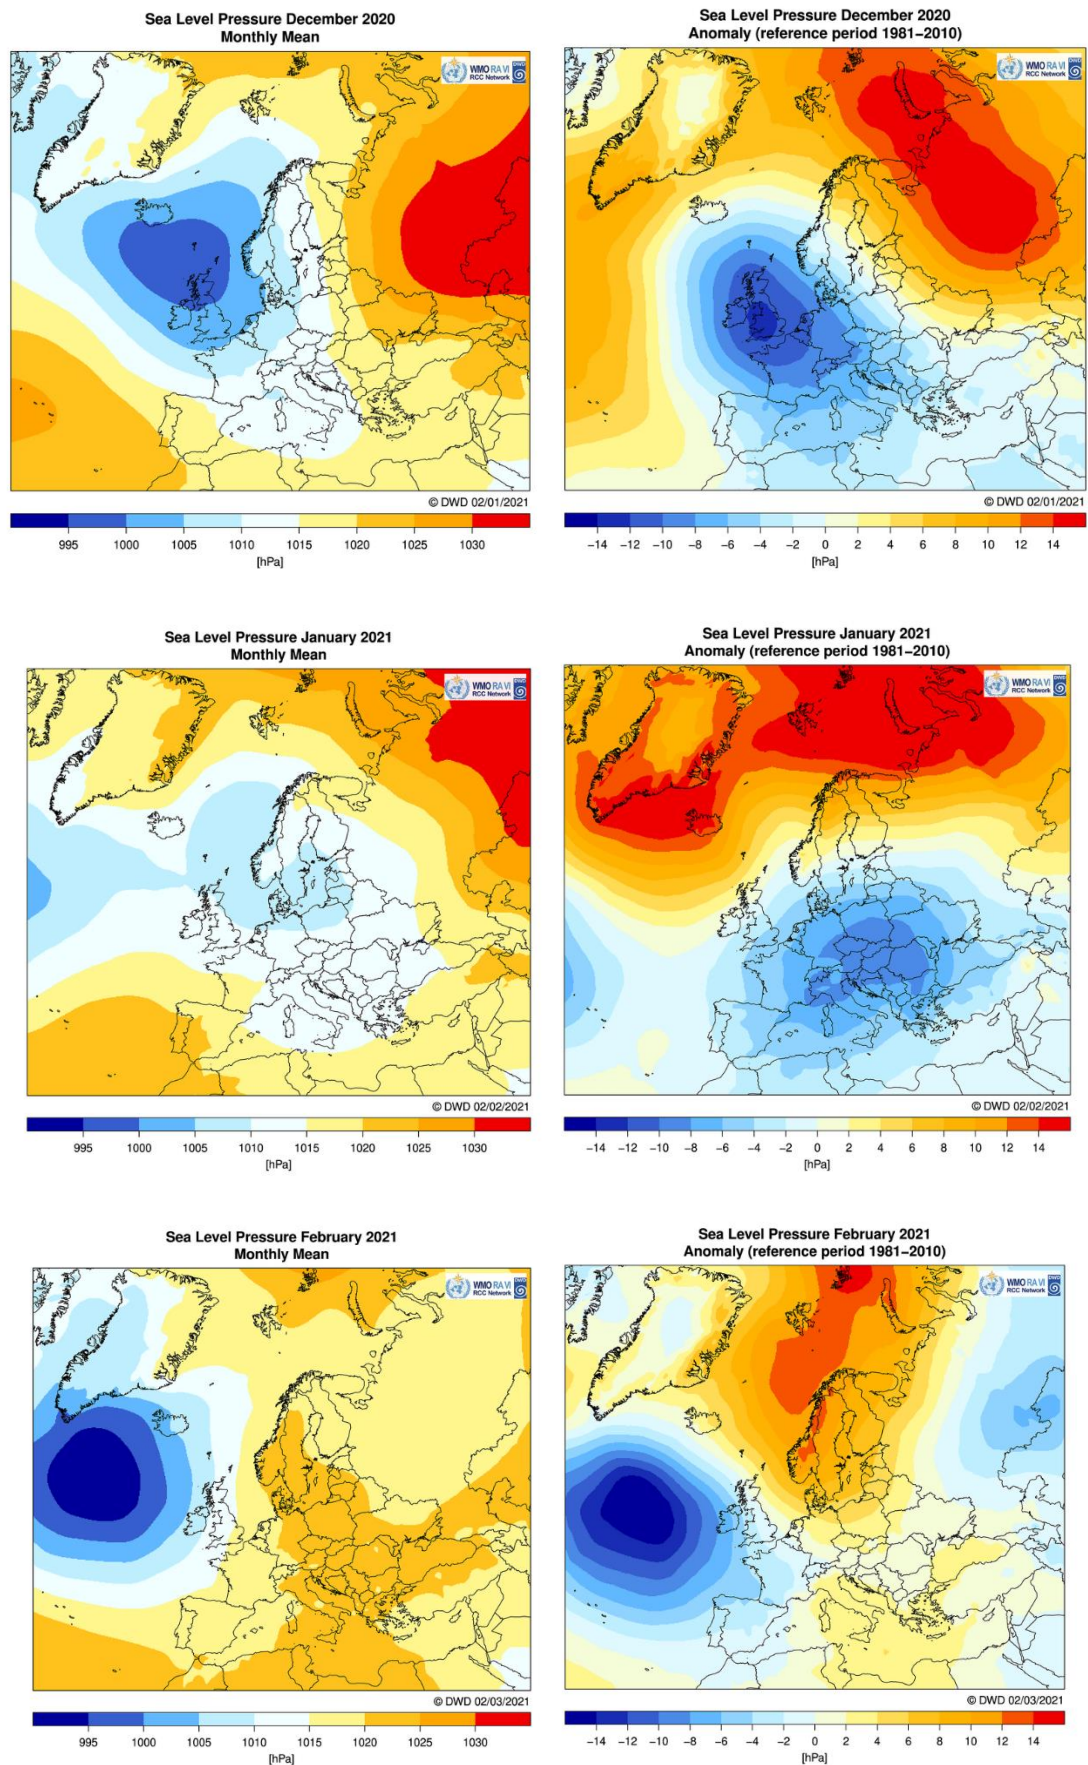 Sea Level Pressure December 2020
Monthly Mean
WMO RA VI
RCC Network
DWD
© DWD 02/01/2021
995 1000 1005 1010 1015 1020 1025 1030
[hPa]
Sea Level Pressure December 2020
Anomaly (reference period 1981−2010)
WMO RA VI
RCC Network
DWD
© DWD 02/01/2021
−14 −12 −10 −8 −6 −4 −2 0 2 4 6 8 10 12 14
[hPa]
Sea Level Pressure January 2021
Monthly Mean
WMO RA VI
RCC Network
DWD
© DWD 02/02/2021
995 1000 1005 1010 1015 1020 1025 1030
[hPa]
Sea Level Pressure January 2021
Anomaly (reference period 1981−2010)
WMO RA VI
RCC Network
DWD
© DWD 02/02/2021
−14 −12 −10 −8 −6 −4 −2 0 2 4 6 8 10 12 14
[hPa]
Sea Level Pressure February 2021
Monthly Mean
WMO RA VI
RCC Network
DWD
© DWD 02/03/2021
995 1000 1005 1010 1015 1020 1025 1030
[hPa]
Sea Level Pressure February 2021
Anomaly (reference period 1981−2010)
WMO RA VI
RCC Network
DWD
© DWD 02/03/2021
−14 −12 −10 −8 −6 −4 −2 0 2 4 6 8 10 12 14
[hPa]